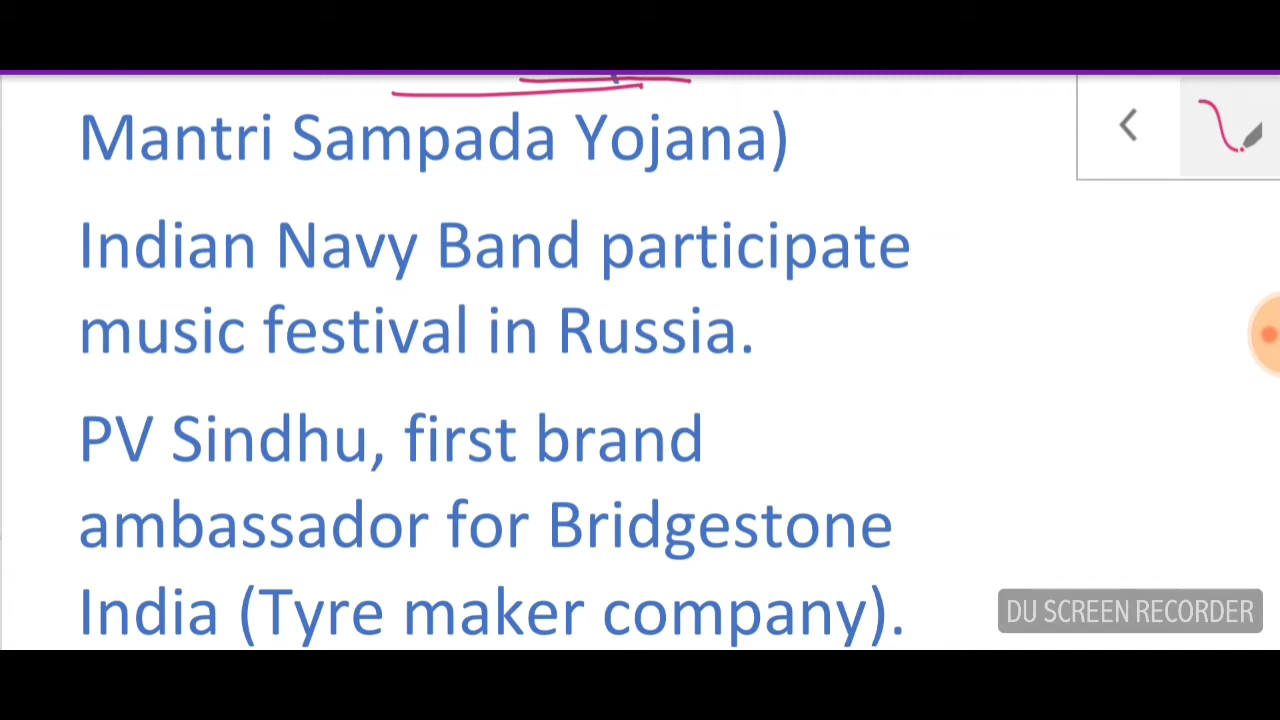 Mantri Sampada Yojana)
Indian Navy Band participate
music festival in Russia.
PV Sindhu, first brand
ambassador for Bridgestone
India (Tyre maker company).
DU SCREEN RECORDER